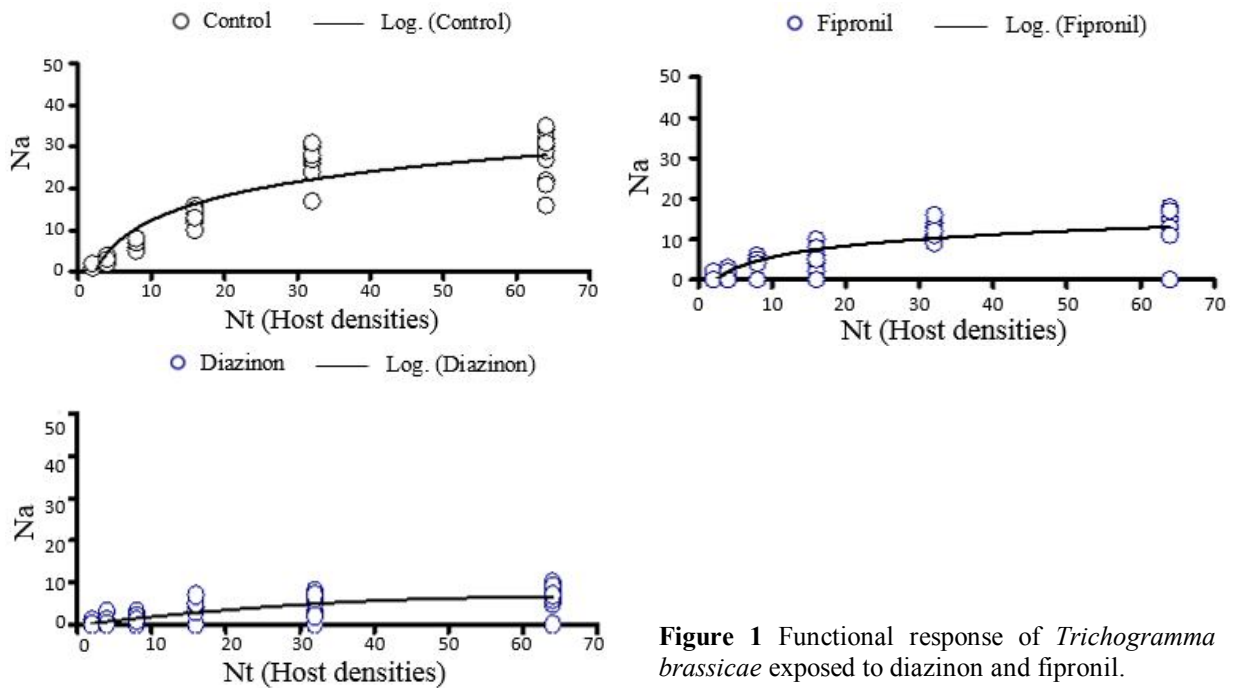 Control Log. (Control)
50
40
30
20
10
0
Na
0 10 20 30 40 50 60 70
Nt (Host densities)
Fipronil Log. (Fipronil)
50
40
30
20
10
0
Na
0 10 20 30 40 50 60 70
Nt (Host densities)
Diazinon Log. (Diazinon)
50
40
30
20
10
0
Na
0 10 20 30 40 50 60 70
Nt (Host densities)
Figure 1 Functional response of Trichogramma
brassicae exposed to diazinon and fipronil.